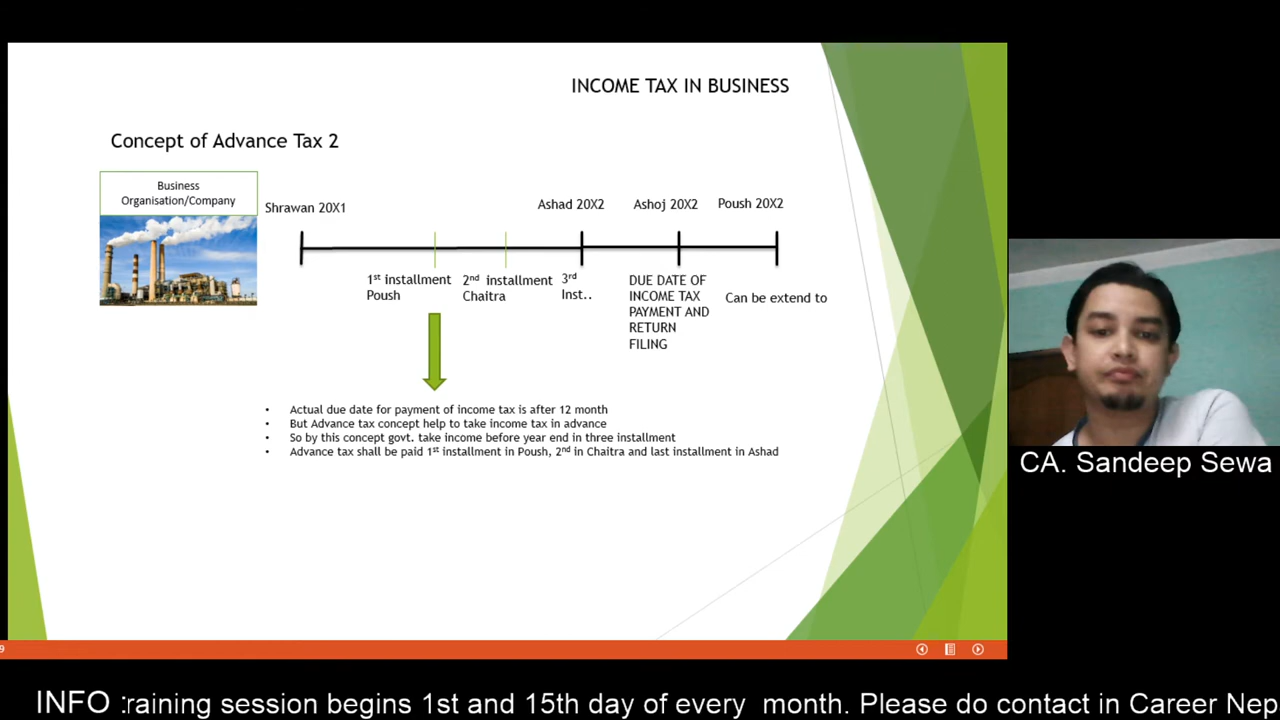 INCOME TAX IN BUSINESS
Concept of Advance Tax 2
Business
Organisation/Company
Shrawan 20X1
Ashad 20X2
Ashoj 20X2
Poush 20X2
1st installment
Poush
2nd installment
Chaitra
3rd
Inst..
DUE DATE OF
INCOME TAX
PAYMENT AND
RETURN
FILING
Can be extend to
• Actual due date for payment of income tax is after 12 month
• But Advance tax concept help to take income tax in advance
• So by this concept govt. take income before year end in three installment
• Advance tax shall be paid 1st installment in Poush, 2nd in Chaitra and last installment in Ashad
CA. Sandeep Sewa
9
INFO :raining session begins 1st and 15th day of every month. Please do contact in Career Nep